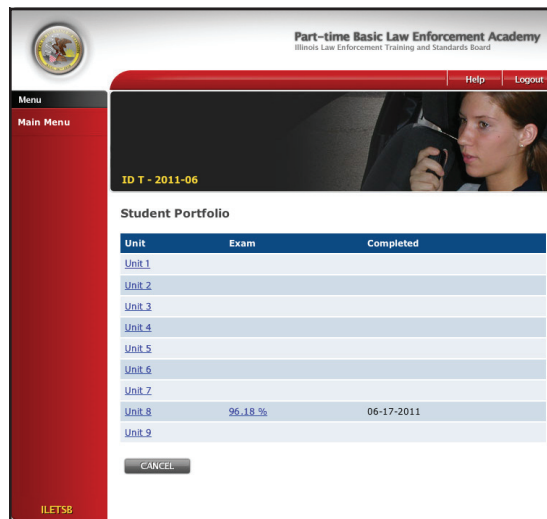 Part-time Basic Law Enforcement Academy
Illinois Law Enforcement Training and Standards Board
Help Logout
Menu
Main Menu
ID T - 2011-06
Student Portfolio
Unit Exam Completed
Unit 1
Unit 2
Unit 3
Unit 4
Unit 5
Unit 6
Unit 7
Unit 8 96.18 % 06-17-2011
Unit 9
CANCEL
ILETSB